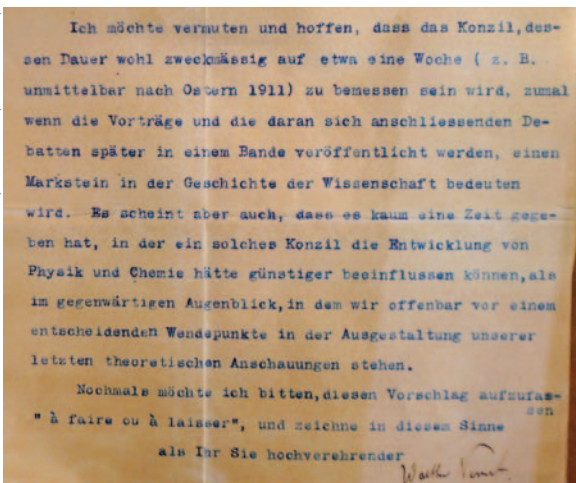 Ich möchte vermuten und hoffen, dass das Konzil, des-
sen Dauer wohl zweckmässig auf etwa eine Woche ( z. B.
unmittelbar nach Ostern 1911) zu bemessen sein wird, zumal
wenn die Vorträge und die daran sich anschliessenden De-
batten später in einem Bande veröffentlicht werden, einen
Markstein in der Geschichte der Wissenschaft bedeuten
wird. Es scheint aber auch, dass es kaum eine Zeit gege-
ben hat, in der ein solches Konzil die Entwicklung von
Physik und Chemie hätte günstiger beeinflussen können, als
im gegenwärtigen Augenblick, in dem wir offenbar vor einem
entscheidenden Wendepunkte in der Ausgestaltung unserer
letzten theoretischen Anschauungen stehen.
Nochmals möchte ich bitten, diesen Vorschlag aufzufas-
sen
" à faire ou à laisser", und zeichne in diesem Sinne
als Ihr Sie hochverehrender
Walther Nernst.